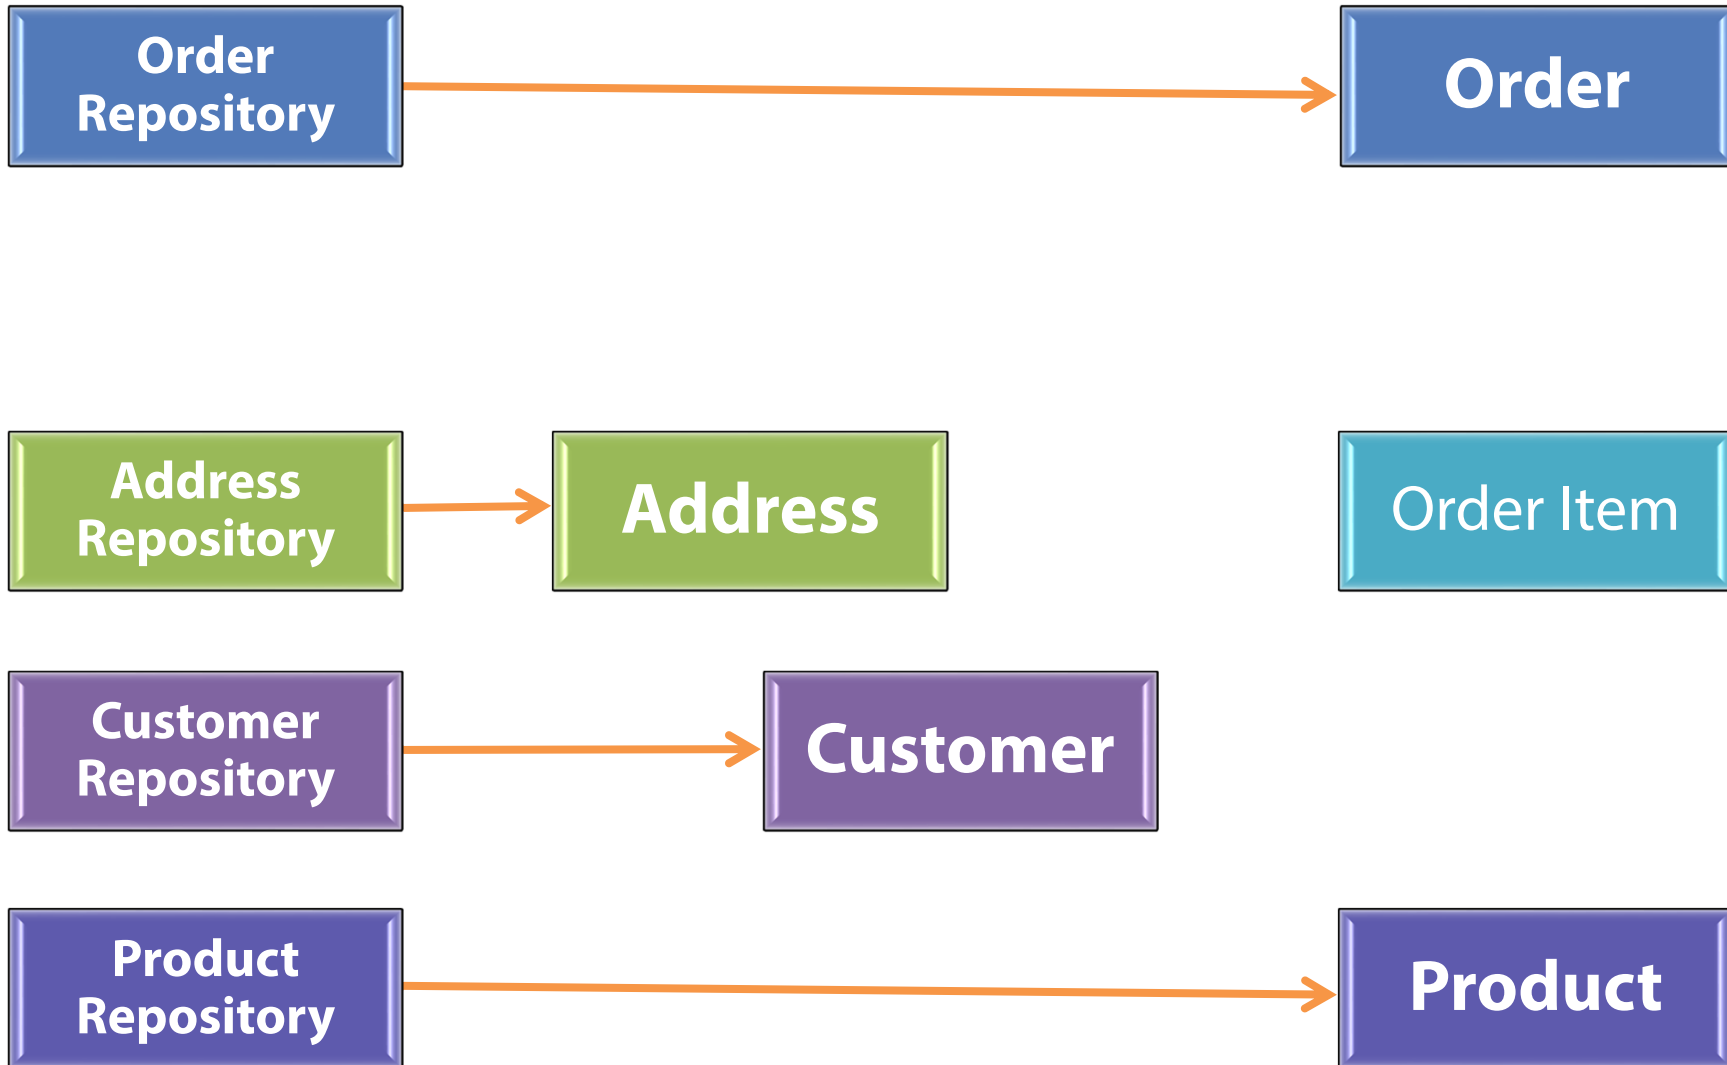 Order
Repository
Order
Address
Repository
Address
Order Item
Customer
Repository
Customer
Product
Repository
Product